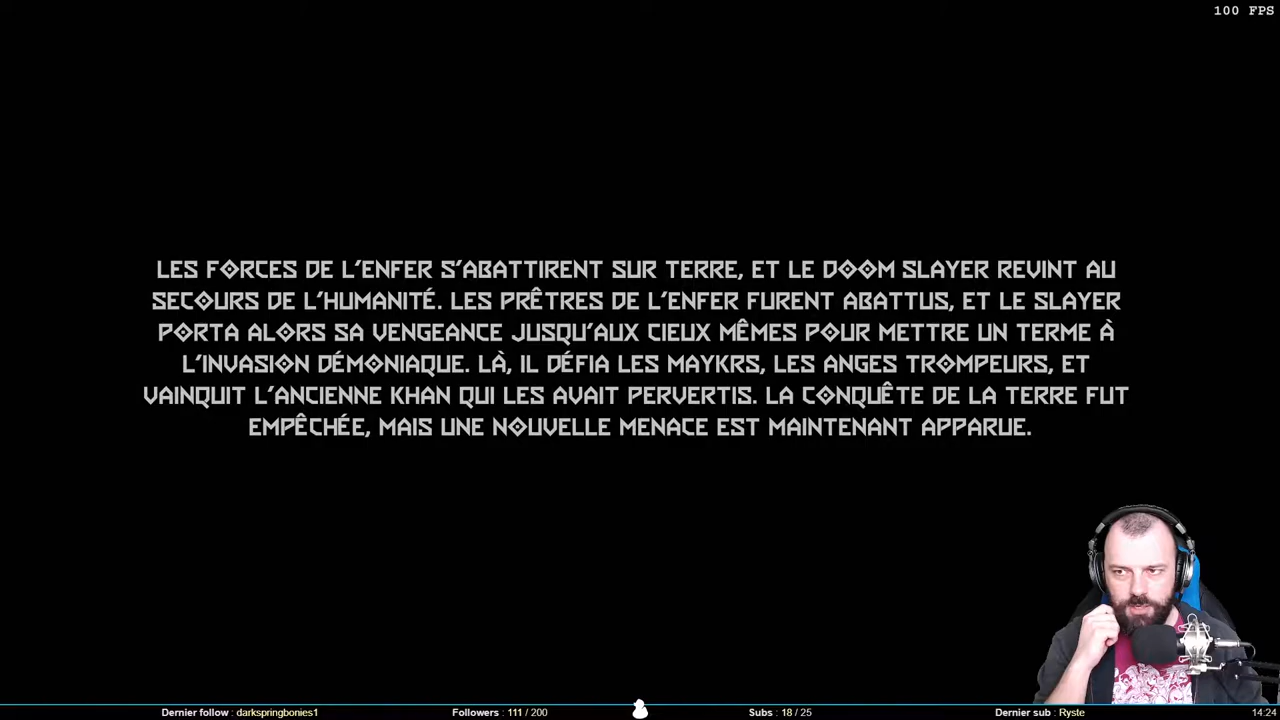 100 FPS
LES FORCES DE L'ENFER S'ABATTIRENT SUR TERRE, ET LE DOOM SLAYER REVINT AU
SECOURS DE L'HUMANITÉ. LES PRÊTRES DE L'ENFER FURENT ABATTUS, ET LE SLAYER
PORTA ALORS SA VENGEANCE JUSQU'AUX CIEUX MÊMES POUR METTRE UN TERME À
L'INVASION DÉMONIAQUE. LÀ, IL DÉFIA LES MAYKRS, LES ANGES TROMPEURS, ET
VAINQUIT L'ANCIENNE KHAN QUI LES AVAIT PERVERTIS. LA CONQUÊTE DE LA TERRE FUT
EMPÊCHÉE, MAIS UNE NOUVELLE MENACE EST MAINTENANT APPARUE.
Dernier follow : darkspringbonies1 Followers : 111 / 200 Subs : 18 / 25 Dernier sub : Ryste 14:24